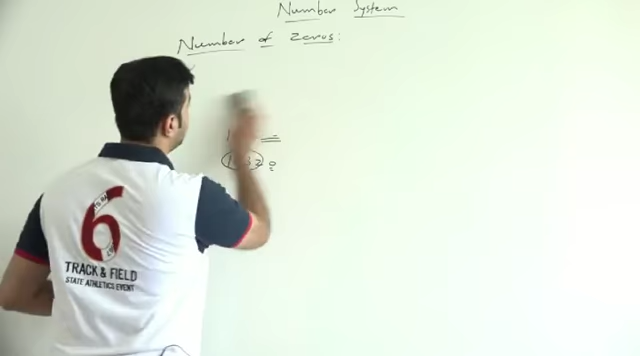 Number System
Number of zeros:
6
TRACK & FIELD
STATE ATHLETICS EVENT